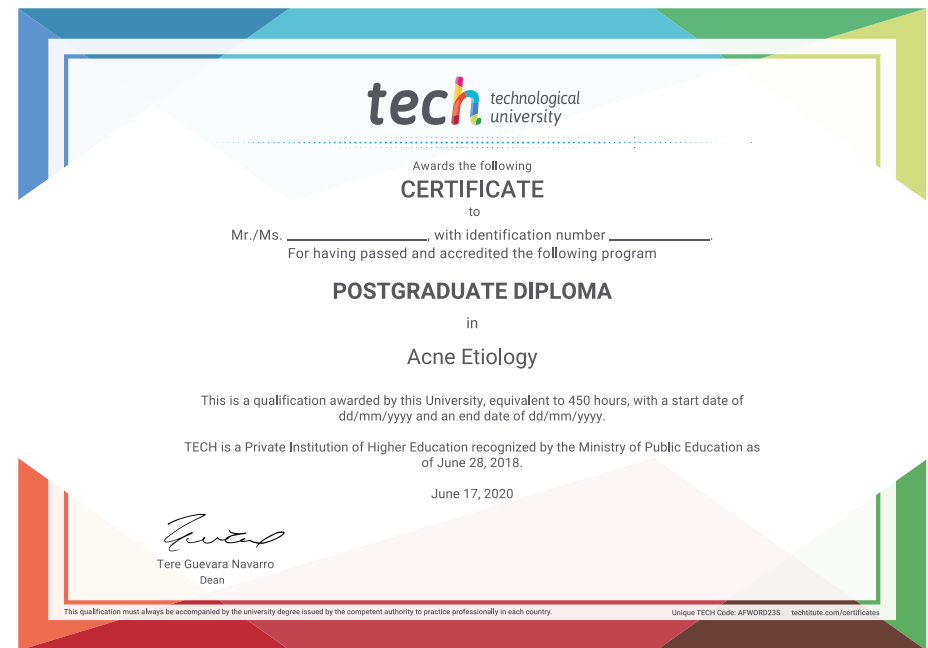 tech technological
university
Awards the following
CERTIFICATE
to
Mr./Ms. ____________________, with identification number ______________.
For having passed and accredited the following program
POSTGRADUATE DIPLOMA
in
Acne Etiology
This is a qualification awarded by this University, equivalent to 450 hours, with a start date of
dd/mm/yyyy and an end date of dd/mm/yyyy.
TECH is a Private Institution of Higher Education recognized by the Ministry of Public Education as
of June 28, 2018.
June 17, 2020
Tere Guevara Navarro
Dean
This qualification must always be accompanied by the university degree issued by the competent authority to practice professionally in each country.
Unique TECH Code: AFWORD23S techtitute.com/certificates